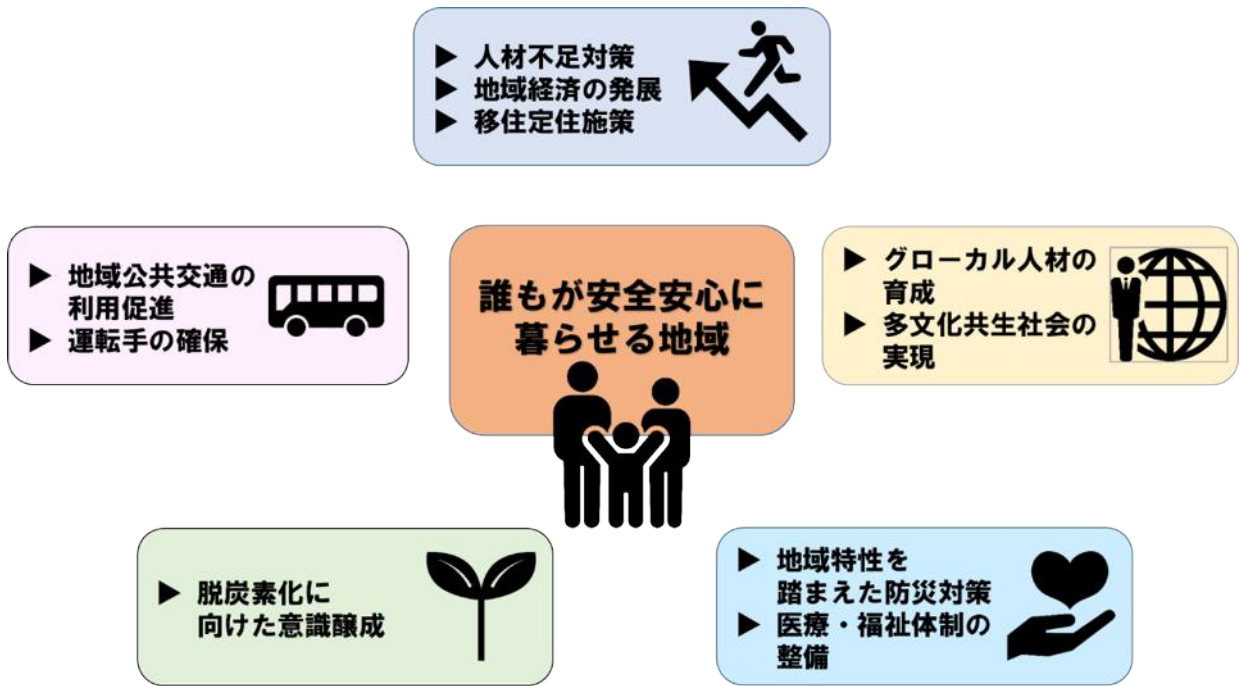 ▶ 人材不足対策
▶ 地域経済の発展
▶ 移住定住施策
▶ 地域公共交通の
利用促進
▶ 運転手の確保
誰もが安全安心に
暮らせる地域
▶ グローカル人材の
育成
▶ 多文化共生社会の
実現
▶ 脱炭素化に
向けた意識醸成
▶ 地域特性を
踏まえた防災対策
▶ 医療・福祉体制の
整備